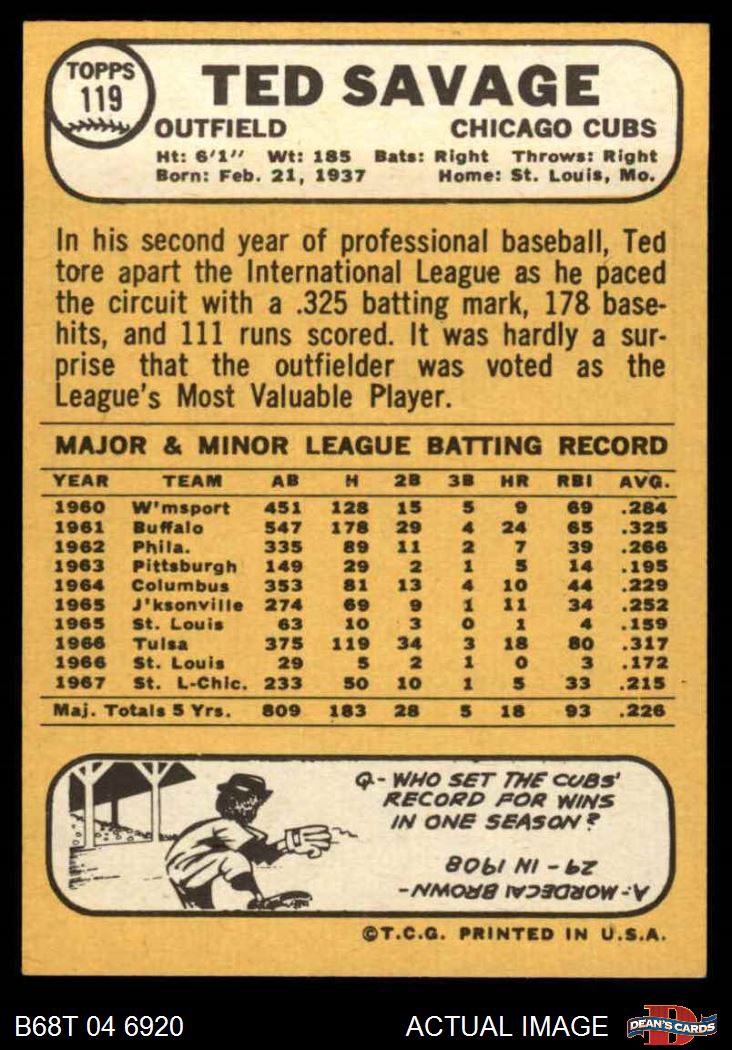 TOPPS
119
TED SAVAGE
OUTFIELD CHICAGO CUBS
Ht: 6'1" Wt: 185 Bats: Right Throws: Right
Born: Feb. 21, 1937 Home: St. Louis, Mo.
In his second year of professional baseball, Ted
tore apart the International League as he paced
the circuit with a .325 batting mark, 178 base-
hits, and 111 runs scored. It was hardly a sur-
prise that the outfielder was voted as the
League's Most Valuable Player.
MAJOR & MINOR LEAGUE BATTING RECORD
YEAR TEAM AB H 2B 3B HR RBI AVG.
1960 W'msport 451 128 15 5 9 69 .284
1961 Buffalo 547 178 29 4 24 65 .325
1962 Phila. 335 89 11 2 7 39 .266
1963 Pittsburgh 149 29 2 1 5 14 .195
1964 Columbus 353 81 13 4 10 44 .229
1965 J'ksonville 274 69 9 1 11 34 .252
1965 St. Louis 63 10 3 0 1 4 .159
1966 Tulsa 375 119 34 3 18 80 .317
1966 St. Louis 29 5 2 1 0 3 .172
1967 St. L-Chic. 233 50 10 1 5 33 .215
Maj. Totals 5 Yrs. 809 183 28 5 18 93 .226
Q- WHO SET THE CUBS'
RECORD FOR WINS
IN ONE SEASON?
A: MORDECAI BROWN -
29 - IN 1908
©T.C.G. PRINTED IN U.S.A.
B68T 04 6920 ACTUAL IMAGE D DEAN'S CARDS